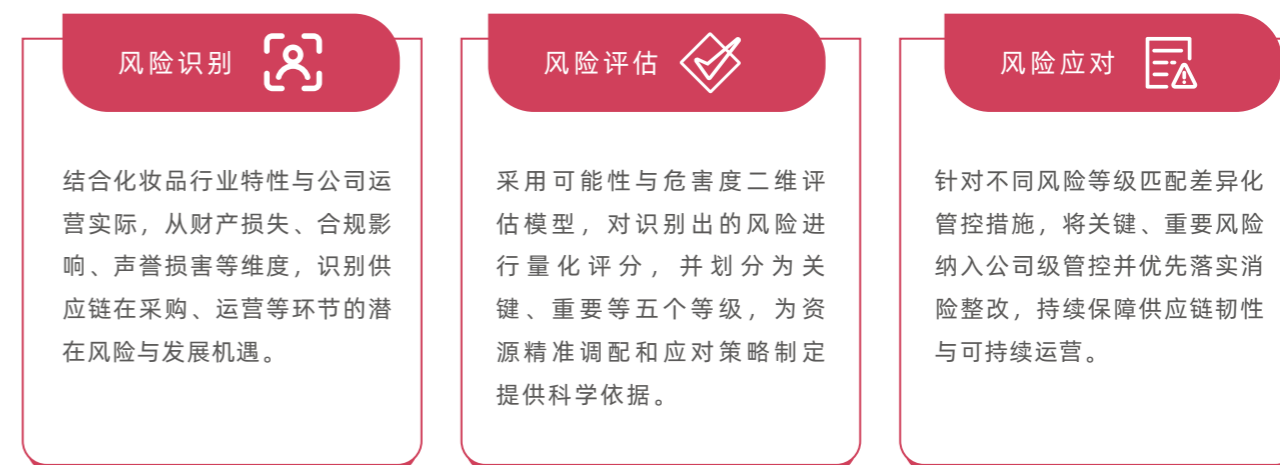 风险识别
结合化妆品行业特性与公司运
营实际，从财产损失、合规影
响、声誉损害等维度，识别供
应链在采购、运营等环节的潜
在风险与发展机遇。
风险评估
采用可能性与危害度二维评
估模型，对识别出的风险进
行量化评分，并划分为关
键、重要等五个等级，为资
源精准调配和应对策略制定
提供科学依据。
风险应对
针对不同风险等级匹配差异化
管控措施，将关键、重要风险
纳入公司级管控并优先落实消
险整改，持续保障供应链韧性
与可持续运营。